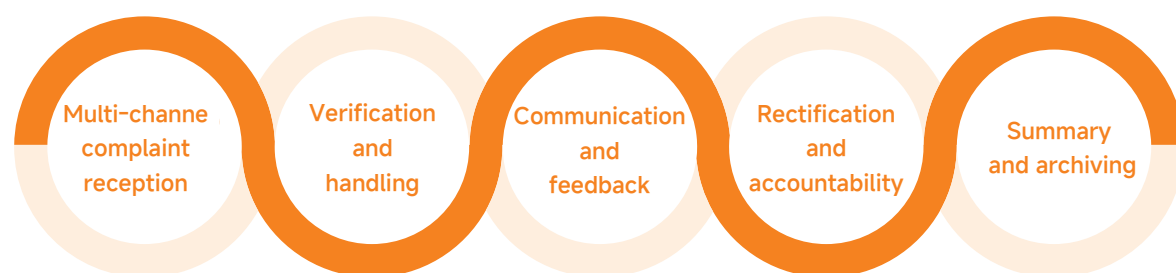 Multi-channe
complaint
reception
Verification
and
handling
Communication
and
feedback
Rectification
and
accountability
Summary
and archiving